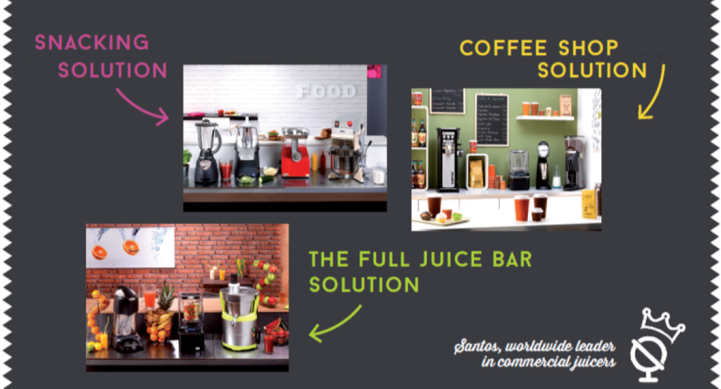 SNACKING
SOLUTION
COFFEE SHOP
SOLUTION
FOOD
THE FULL JUICE BAR
SOLUTION
Santos, worldwide leader
in commercial juicers